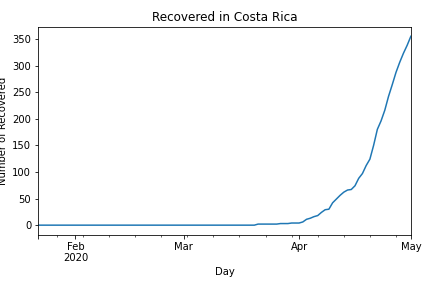 Recovered in Costa Rica
350
300
250
200
150
100
50
0
Number of Recovered
Feb
2020
Mar
Apr
May
Day